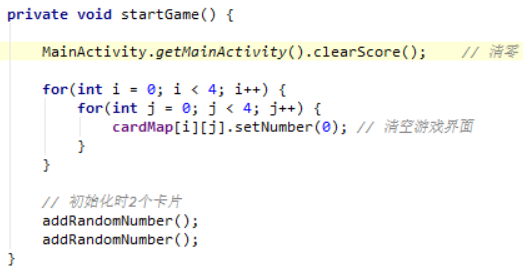 private void startGame() {
MainActivity.getMainActivity().clearScore();    // 清零
for(int i = 0; i < 4; i++) {
for(int j = 0; j < 4; j++) {
cardMap[i][j].setNumber(0); // 清空游戏界面
}
}
// 初始化时2个卡片
addRandomNumber();
addRandomNumber();
}